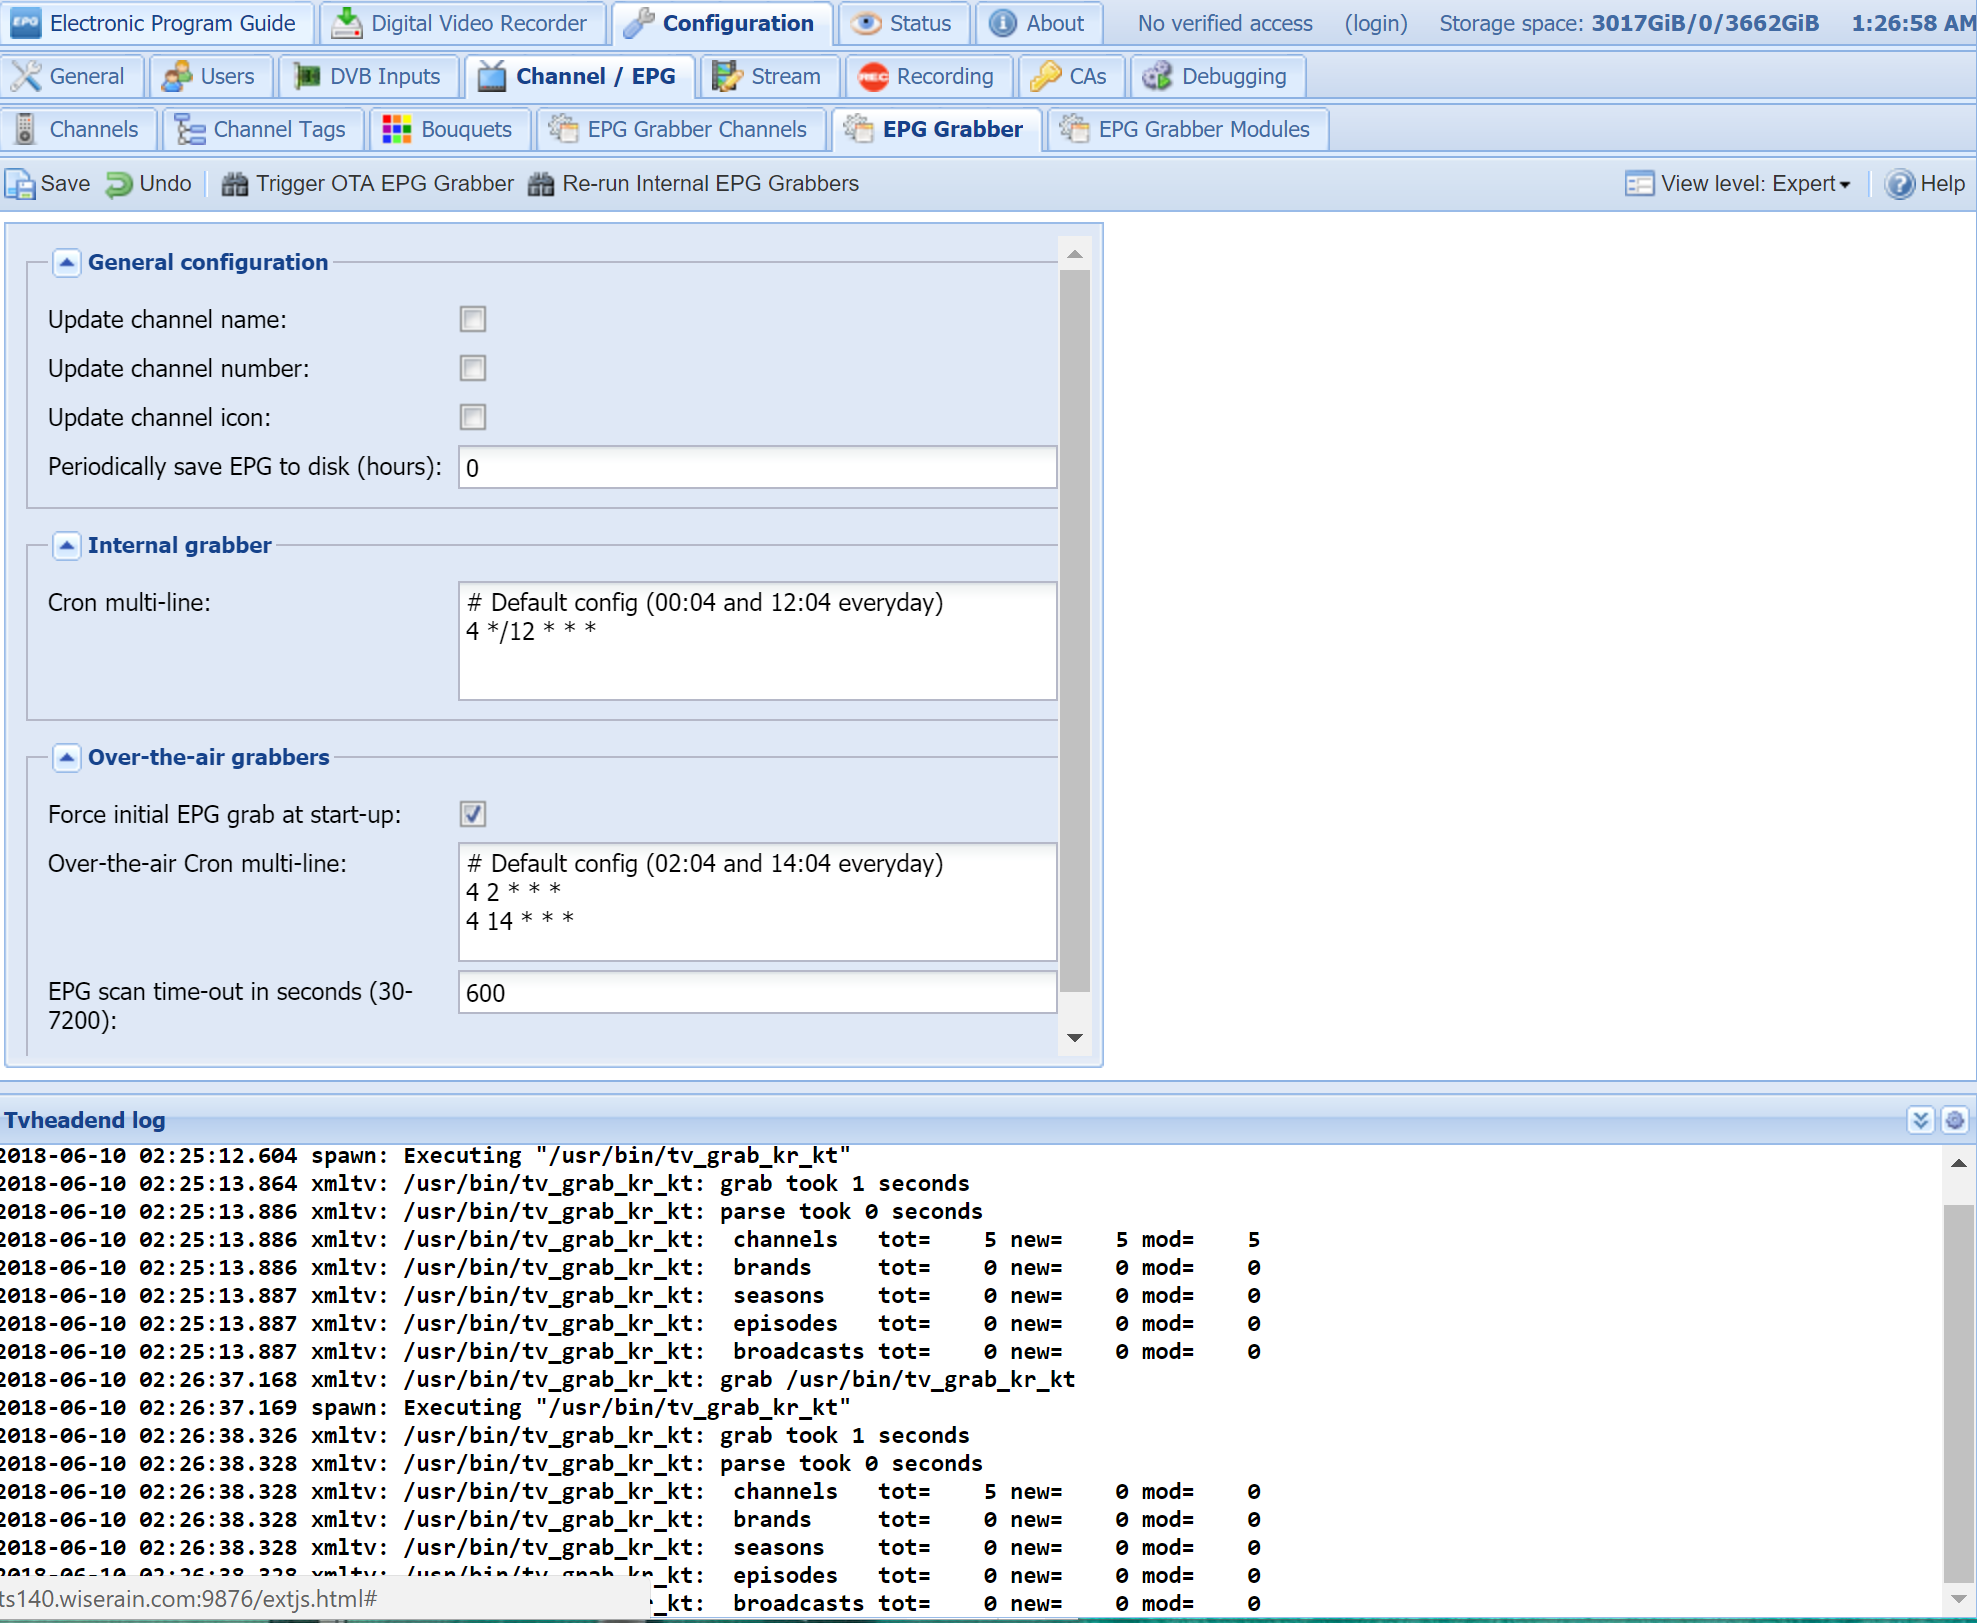 EPG Electronic Program Guide Digital Video Recorder Configuration Status About No verified access (login) Storage space: 3017GiB/0/3662GiB 1:26:58 AM
General Users DVB Inputs Channel / EPG Stream REC Recording CAs Debugging
Channels Channel Tags Bouquets EPG Grabber Channels EPG Grabber EPG Grabber Modules
Save Undo Trigger OTA EPG Grabber Re-run Internal EPG Grabbers View level: Expert Help
General configuration
Update channel name:
Update channel number:
Update channel icon:
Periodically save EPG to disk (hours): 0
Internal grabber
Cron multi-line: # Default config (00:04 and 12:04 everyday)
4 */12 * * *
Over-the-air grabbers
Force initial EPG grab at start-up:
Over-the-air Cron multi-line: # Default config (02:04 and 14:04 everyday)
4 2 * * *
4 14 * * *
EPG scan time-out in seconds (30-
7200): 600
Tvheadend log
2018-06-10 02:25:12.604 spawn: Executing "/usr/bin/tv_grab_kr_kt"
2018-06-10 02:25:13.864 xmltv: /usr/bin/tv_grab_kr_kt: grab took 1 seconds
2018-06-10 02:25:13.886 xmltv: /usr/bin/tv_grab_kr_kt: parse took 0 seconds
2018-06-10 02:25:13.886 xmltv: /usr/bin/tv_grab_kr_kt: channels tot= 5 new= 5 mod= 5
2018-06-10 02:25:13.886 xmltv: /usr/bin/tv_grab_kr_kt: brands tot= 0 new= 0 mod= 0
2018-06-10 02:25:13.887 xmltv: /usr/bin/tv_grab_kr_kt: seasons tot= 0 new= 0 mod= 0
2018-06-10 02:25:13.887 xmltv: /usr/bin/tv_grab_kr_kt: episodes tot= 0 new= 0 mod= 0
2018-06-10 02:25:13.887 xmltv: /usr/bin/tv_grab_kr_kt: broadcasts tot= 0 new= 0 mod= 0
2018-06-10 02:26:37.168 xmltv: /usr/bin/tv_grab_kr_kt: grab /usr/bin/tv_grab_kr_kt
2018-06-10 02:26:37.169 spawn: Executing "/usr/bin/tv_grab_kr_kt"
2018-06-10 02:26:38.326 xmltv: /usr/bin/tv_grab_kr_kt: grab took 1 seconds
2018-06-10 02:26:38.328 xmltv: /usr/bin/tv_grab_kr_kt: parse took 0 seconds
2018-06-10 02:26:38.328 xmltv: /usr/bin/tv_grab_kr_kt: channels tot= 5 new= 0 mod= 0
2018-06-10 02:26:38.328 xmltv: /usr/bin/tv_grab_kr_kt: brands tot= 0 new= 0 mod= 0
2018-06-10 02:26:38.328 xmltv: /usr/bin/tv_grab_kr_kt: seasons tot= 0 new= 0 mod= 0
2018-06-10 02:26:38.328 xmltv: /usr/bin/tv_grab_kr_kt: episodes tot= 0 new= 0 mod= 0
ts140.wiserain.com:9876/extjs.html# _kt: broadcasts tot= 0 new= 0 mod= 0